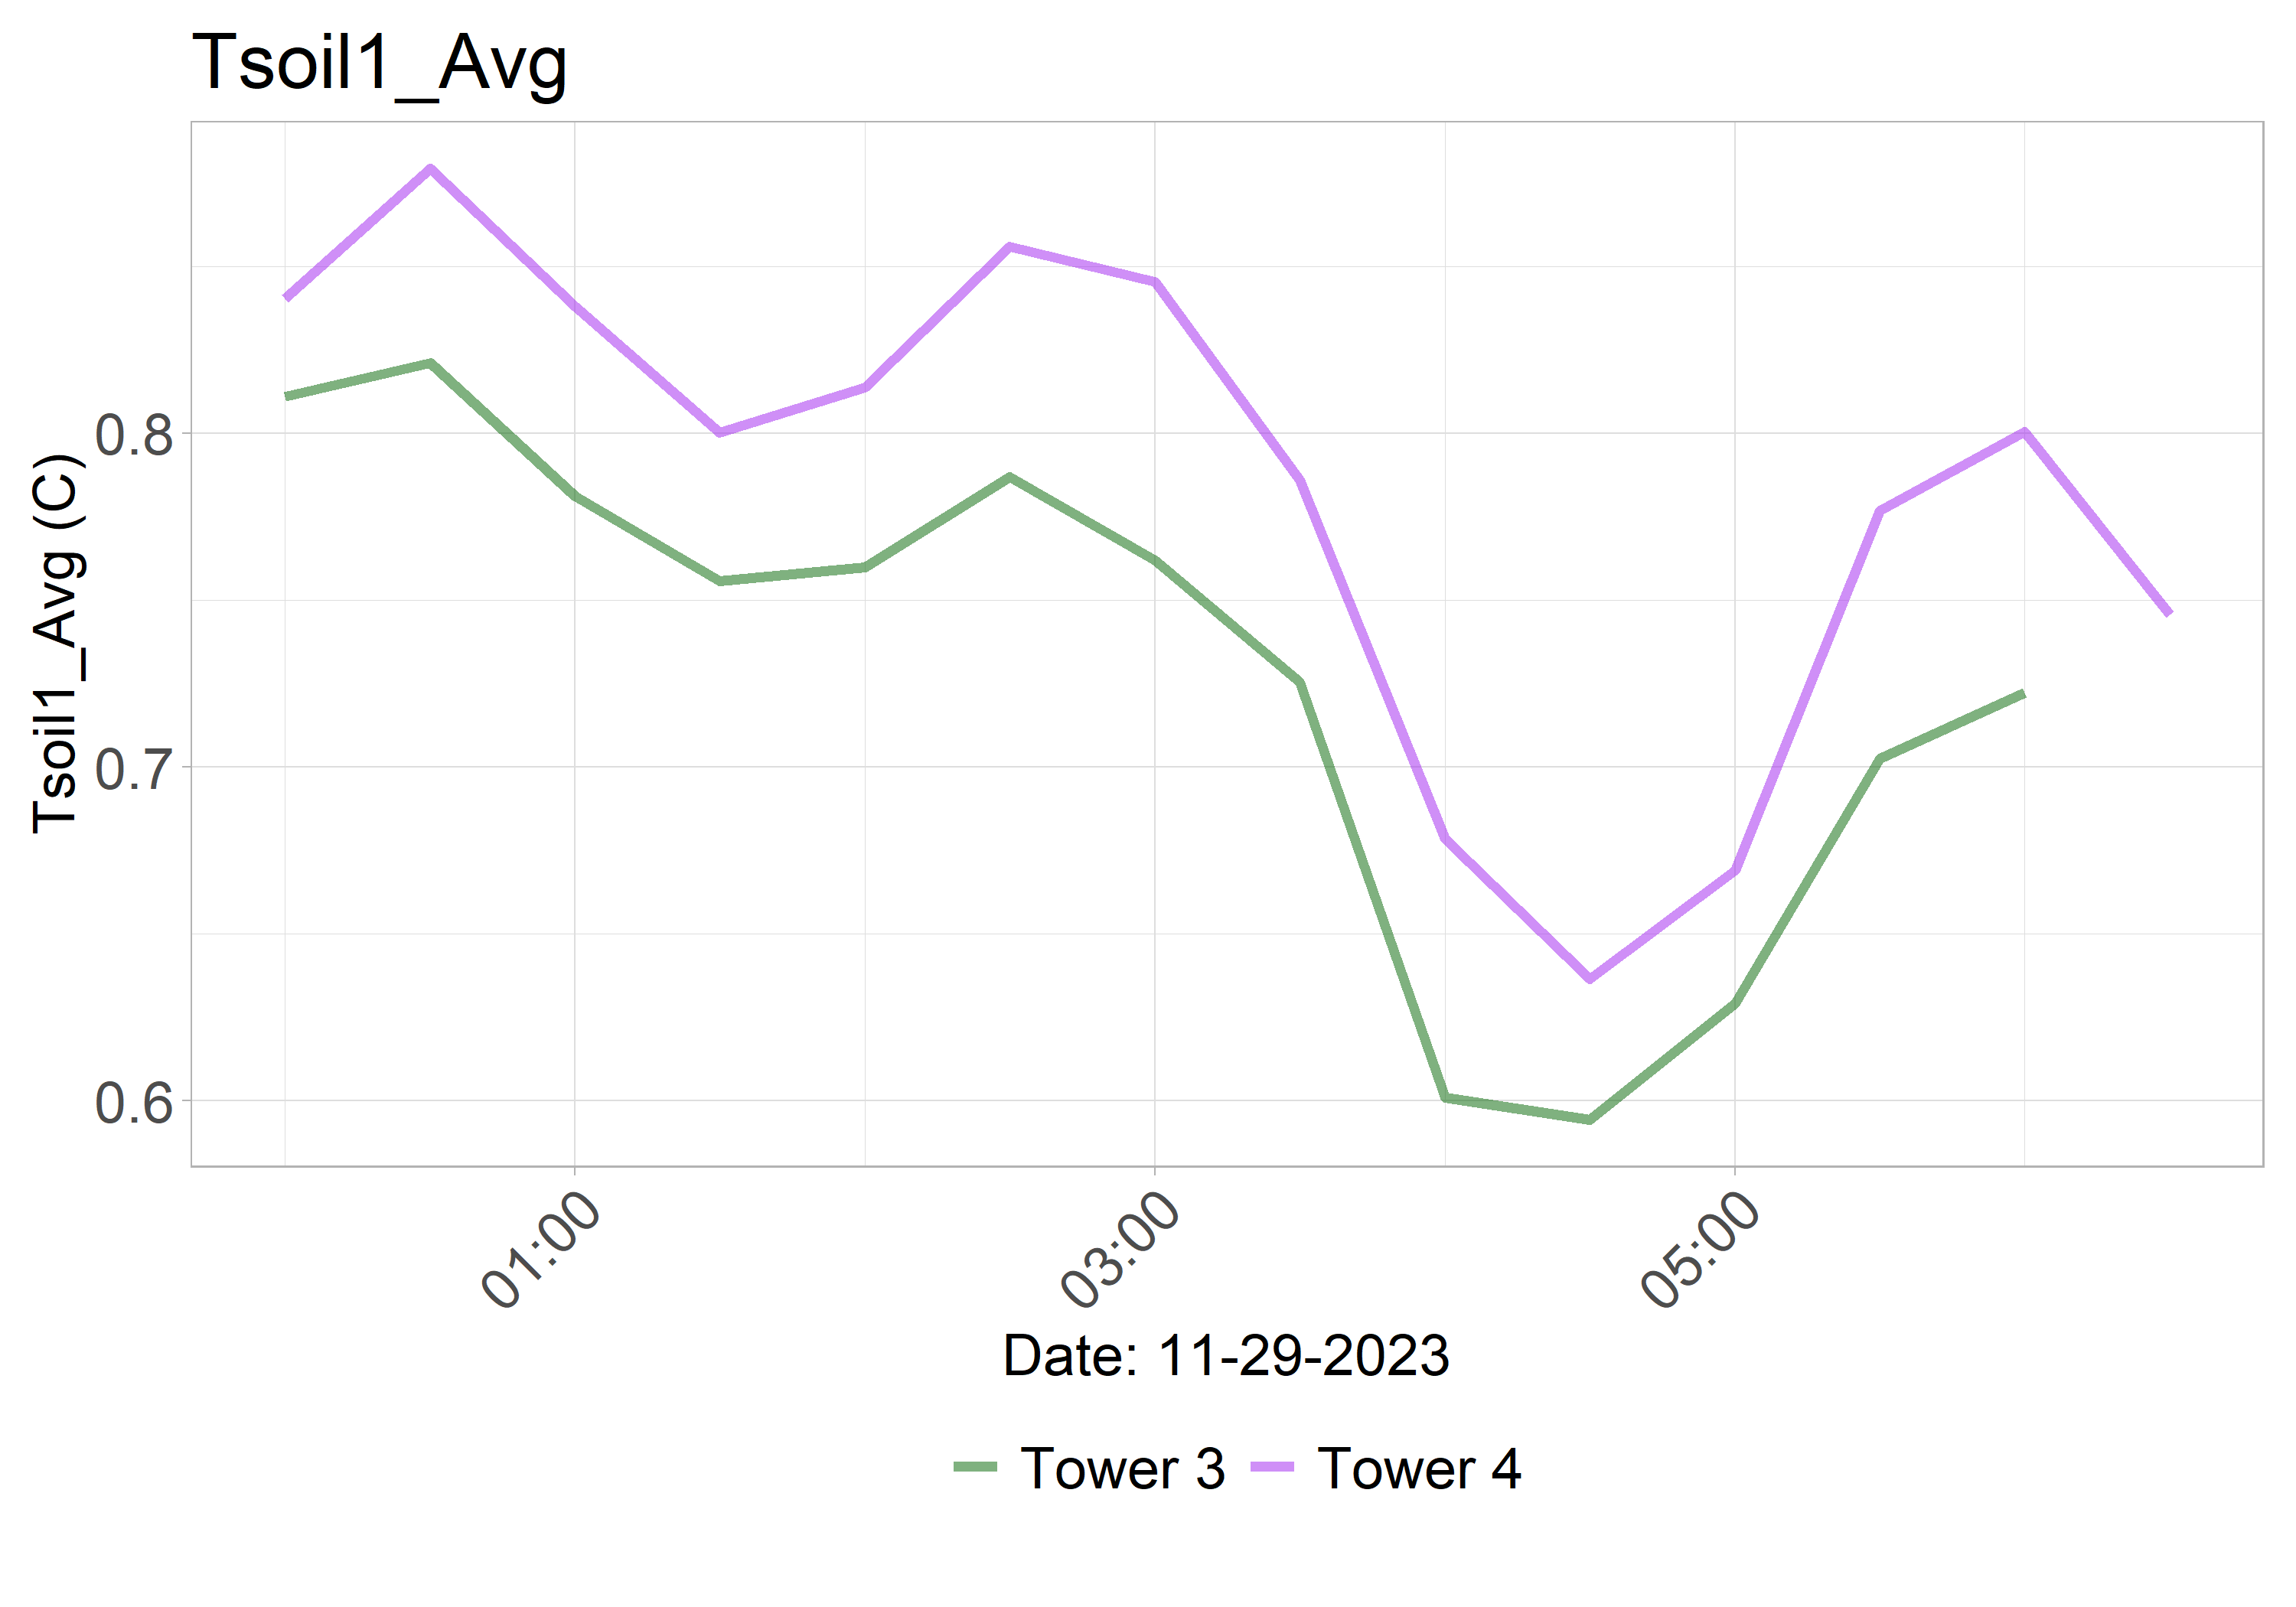 Tsoil1_Avg
Tsoil1_Avg (C)
0.8
0.7
0.6
01:00
03:00
05:00
Date: 11-29-2023
Tower 3
Tower 4